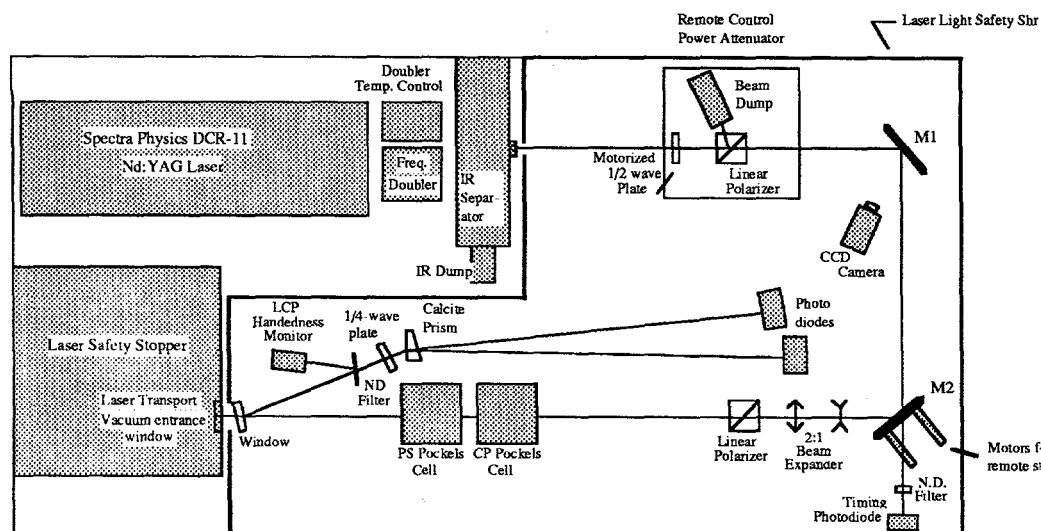 Remote Control
Power Attenuator
Laser Light Safety Shr
Doubler
Temp. Control
Beam
Dump
Spectra Physics DCR-11
Nd:YAG Laser
Freq.
Doubler
IR
Separ-
ator
Motorized
1/2 wave
Plate
Linear
Polarizer
M1
IR Dump
CCD
Camera
LCP
Handedness
Monitor
1/4-wave
plate
Calcite
Prism
Photo
diodes
Laser Safety Stopper
ND
Filter
M2
Laser Transport
Vacuum entrance
window
Window
PS Pockels
Cell
CP Pockels
Cell
Linear
Polarizer
2:1
Beam
Expander
Motors f
remote s
N.D.
Filter
Timing
Photodiode